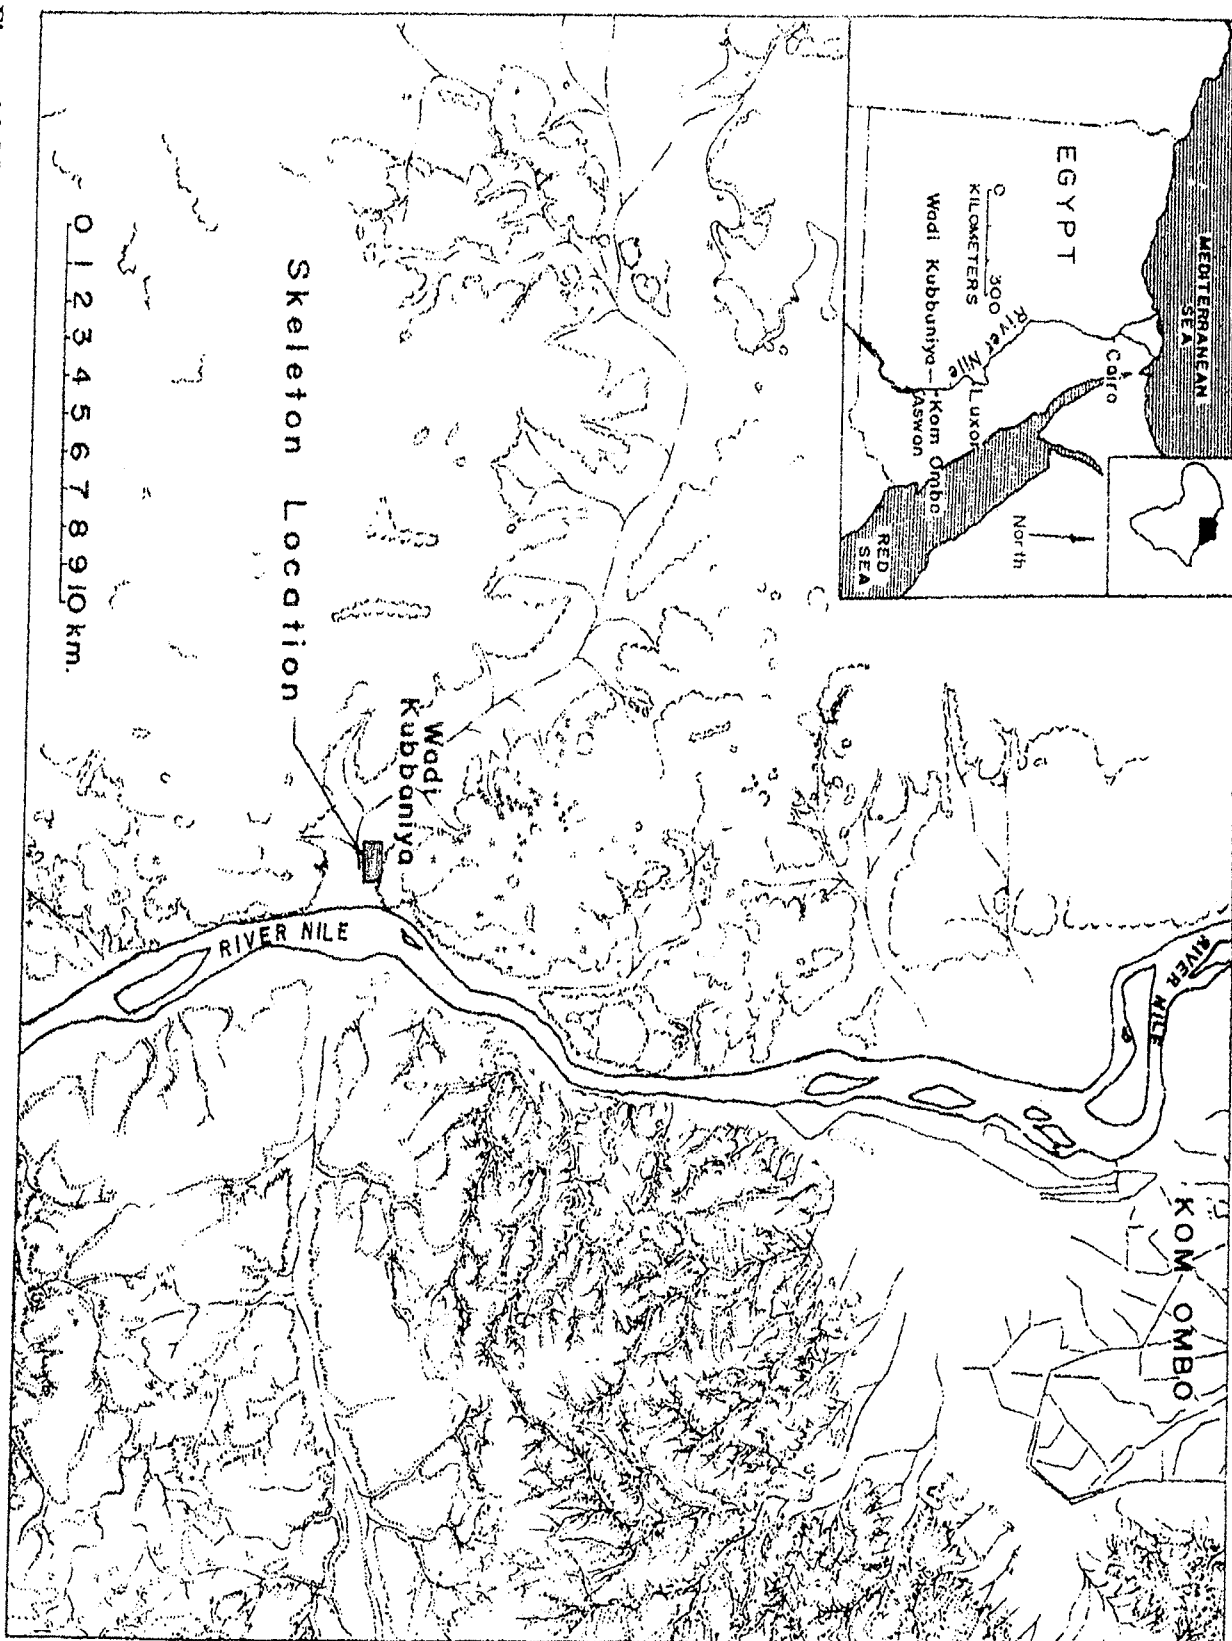 MEDITERRANEAN
SEA
EGYPT
Cairo
0 300
KILOMETERS
River Nile
Luxor
Wadi Kubbuniya—Kom Ombo
Aswan
RED
SEA
North
RIVER NILE
KOM OMBO
Wadi
Kubbaniya
RIVER NILE
Skeleton Location
0 1 2 3 4 5 6 7 8 9 10 km.